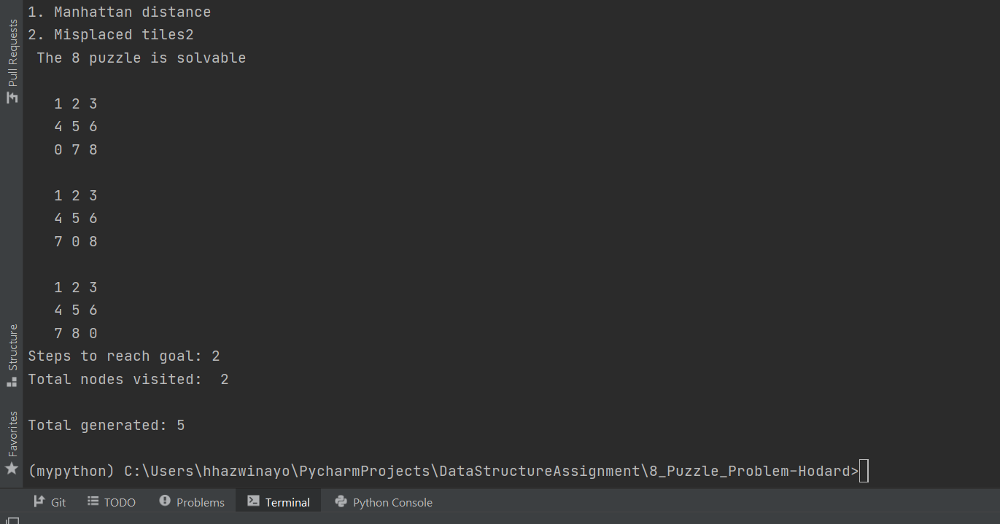 1. Manhattan distance
2. Misplaced tiles2
The 8 puzzle is solvable
1 2 3
4 5 6
0 7 8
1 2 3
4 5 6
7 0 8
1 2 3
4 5 6
7 8 0
Steps to reach goal: 2
Total nodes visited:  2
Total generated: 5
(mypython) C:\Users\hhazwinayo\PycharmProjects\DataStructureAssignment\8_Puzzle_Problem-Hodard>
Pull Requests
Structure
Favorites
Git TODO Problems Terminal Python Console